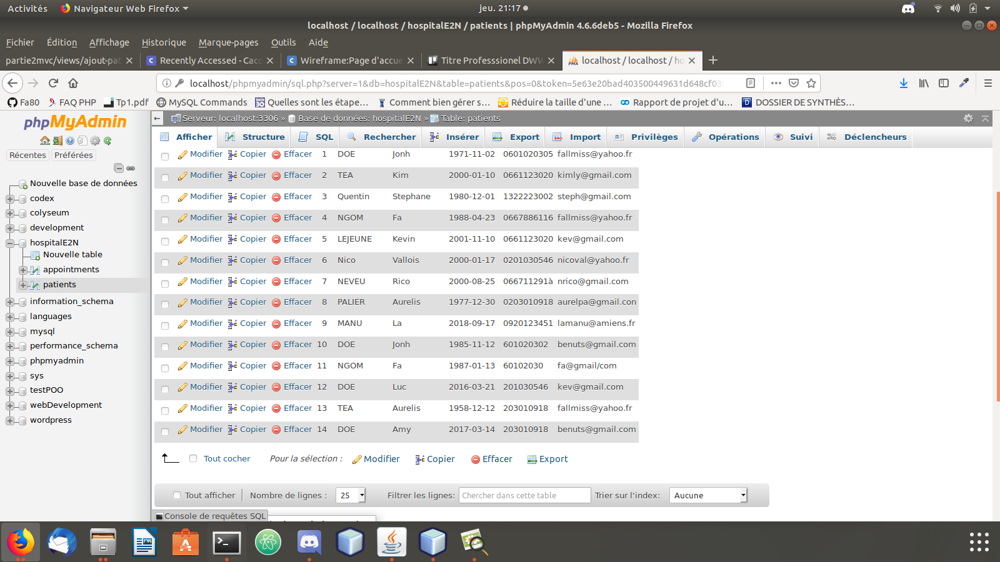 Activités Navigateur Web Firefox jeu. 21:17
localhost / localhost / hospitalE2N / patients | phpMyAdmin 4.6.6deb5 - Mozilla Firefox
Fichier Édition Affichage Historique Marque-pages Outils Aide
partie2mvc/views/ajout-pat Recently Accessed - Caco Wireframe:Page d'accue Titre Professsionel DWW localhost / localhost / ho
localhost/phpmyadmin/sql.php?server=1&db=hospitalE2N&table=patients&pos=0&token=5e63e20bad403500449631d648cf03
Fa80 FAQ PHP Tp1.pdf MySQL Commands Quelles sont les étape... Comment bien gérer s... Réduire la taille d'une ... Rapport de projet d'u... DOSSIER DE SYNTHÈS...
phpMyAdmin
Récentes Préférées
Nouvelle base de données
codex
colyseum
development
hospitalE2N
Nouvelle table
appointments
patients
information_schema
languages
mysql
performance_schema
phpmyadmin
sys
testPOO
webDevelopment
wordpress
Serveur: localhost:3306 » Base de données: hospitalE2N » Table: patients
Afficher Structure SQL Rechercher Insérer Export Import Privilèges Opérations Suivi Déclencheurs
Modifier Copier Effacer 1 DOE Jonh 1971-11-02 0601020305 fallmiss@yahoo.fr
Modifier Copier Effacer 2 TEA Kim 2000-01-10 0661123020 kimly@gmail.com
Modifier Copier Effacer 3 Quentin Stephane 1980-12-01 1322223002 steph@gmail.com
Modifier Copier Effacer 4 NGOM Fa 1988-04-23 0667886116 fallmiss@yahoo.fr
Modifier Copier Effacer 5 LEJEUNE Kevin 2001-11-10 0661123020 kev@gmail.com
Modifier Copier Effacer 6 Nico Vallois 2000-01-17 0201030546 nicoval@yahoo.fr
Modifier Copier Effacer 7 NEVEU Rico 2000-08-25 066711291à nrico@gmail.com
Modifier Copier Effacer 8 PALIER Aurelis 1977-12-30 0203010918 aurelpa@gmail.con
Modifier Copier Effacer 9 MANU La 2018-09-17 0920123451 lamanu@amiens.fr
Modifier Copier Effacer 10 DOE Jonh 1985-11-12 601020302 benuts@gmail.com
Modifier Copier Effacer 11 NGOM Fa 1987-01-13 60102030 fa@gmail/com
Modifier Copier Effacer 12 DOE Luc 2016-03-21 201030546 kev@gmail.com
Modifier Copier Effacer 13 TEA Aurelis 1958-12-12 203010918 fallmiss@yahoo.fr
Modifier Copier Effacer 14 DOE Amy 2017-03-14 203010918 benuts@gmail.com
Tout cocher Pour la sélection : Modifier Copier Effacer Export
Tout afficher Nombre de lignes : 25 Filtrer les lignes: Chercher dans cette table Trier sur l'index: Aucune
Console de requêtes SQL